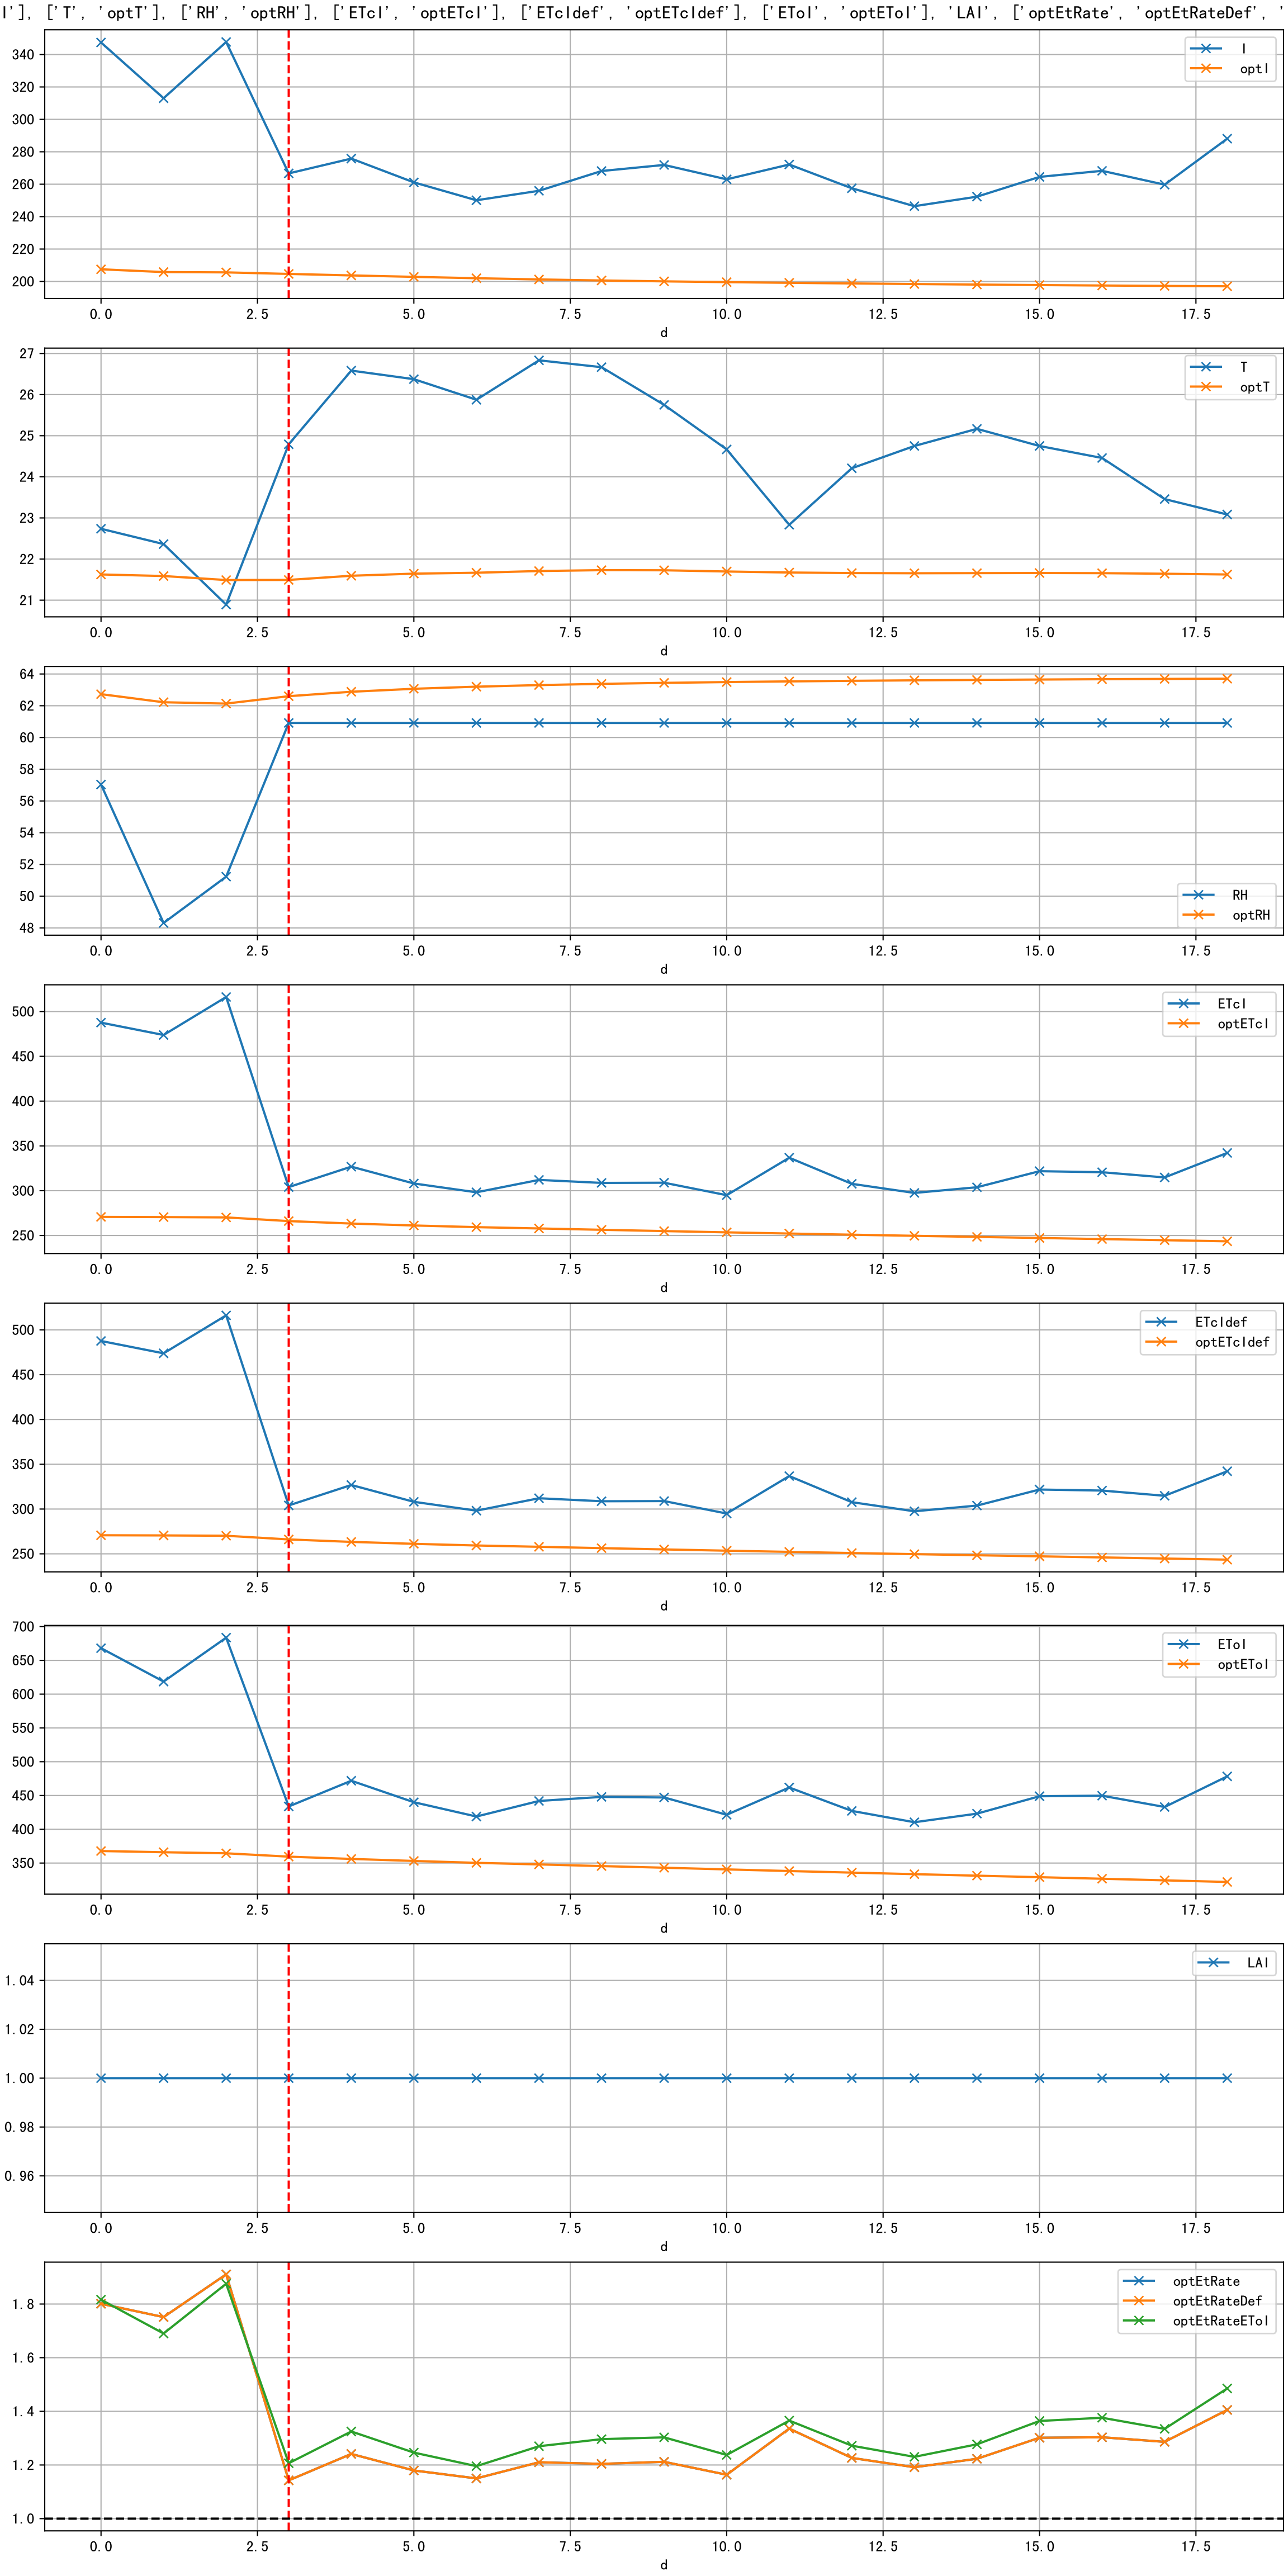 I'], ['T', 'optT'], ['RH', 'optRH'], ['ETcI', 'optETcI'], ['ETcIdef', 'optETcIdef'], ['EToI', 'optEToI'], 'LAI', ['optEtRate', 'optEtRateDef', '
340
320
300
280
260
240
220
200
I
optI
0.0 2.5 5.0 7.5 10.0 12.5 15.0 17.5
d
27
26
25
24
23
22
21
T
optT
0.0 2.5 5.0 7.5 10.0 12.5 15.0 17.5
d
64
62
60
58
56
54
52
50
48
RH
optRH
0.0 2.5 5.0 7.5 10.0 12.5 15.0 17.5
d
500
450
400
350
300
250
ETcI
optETcI
0.0 2.5 5.0 7.5 10.0 12.5 15.0 17.5
d
500
450
400
350
300
250
ETcIdef
optETcIdef
0.0 2.5 5.0 7.5 10.0 12.5 15.0 17.5
d
700
650
600
550
500
450
400
350
EToI
optEToI
0.0 2.5 5.0 7.5 10.0 12.5 15.0 17.5
d
1.04
1.02
1.00
0.98
0.96
LAI
0.0 2.5 5.0 7.5 10.0 12.5 15.0 17.5
d
1.8
1.6
1.4
1.2
1.0
optEtRate
optEtRateDef
optEtRateEToI
0.0 2.5 5.0 7.5 10.0 12.5 15.0 17.5
d